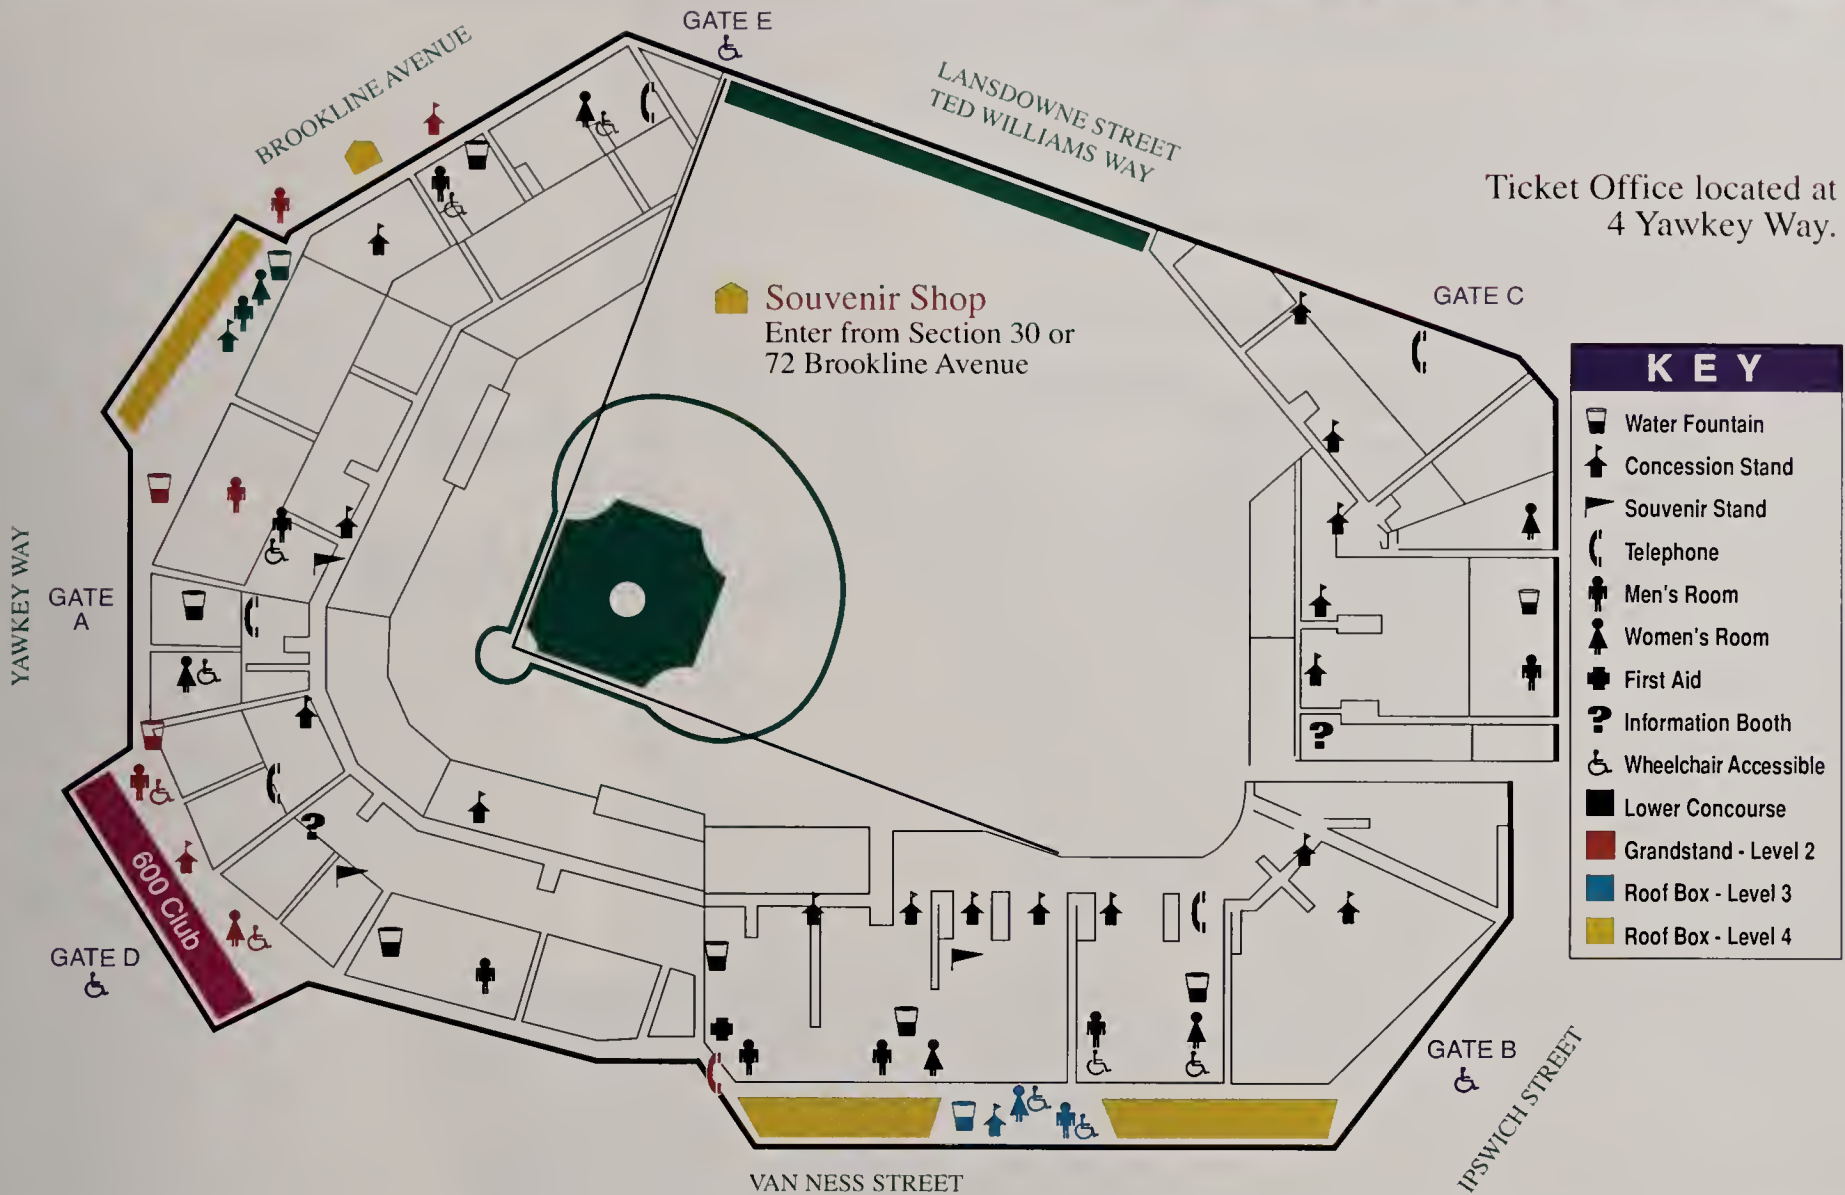 GATE E
BROOKLINE AVENUE
LANSDOWNE STREET
TED WILLIAMS WAY
Ticket Office located at
4 Yawkey Way.
Souvenir Shop
Enter from Section 30 or
72 Brookline Avenue
GATE C
KEY
Water Fountain
Concession Stand
Souvenir Stand
Telephone
Men's Room
Women's Room
First Aid
? Information Booth
Wheelchair Accessible
Lower Concourse
Grandstand - Level 2
Roof Box - Level 3
Roof Box - Level 4
YAWKEY WAY
GATE
A
?
?
600 Club
GATE D
GATE B
IPSWICH STREET
VAN NESS STREET